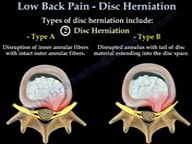 Low Back Pain - Disc Herniation
Types of disc herniation include:
2 Disc Herniation
- Type A
Disruption of inner annular fibers
with intact outer annular fibers.
- Type B
Disrupted annulus with tail of disc
material extending into the disc space.